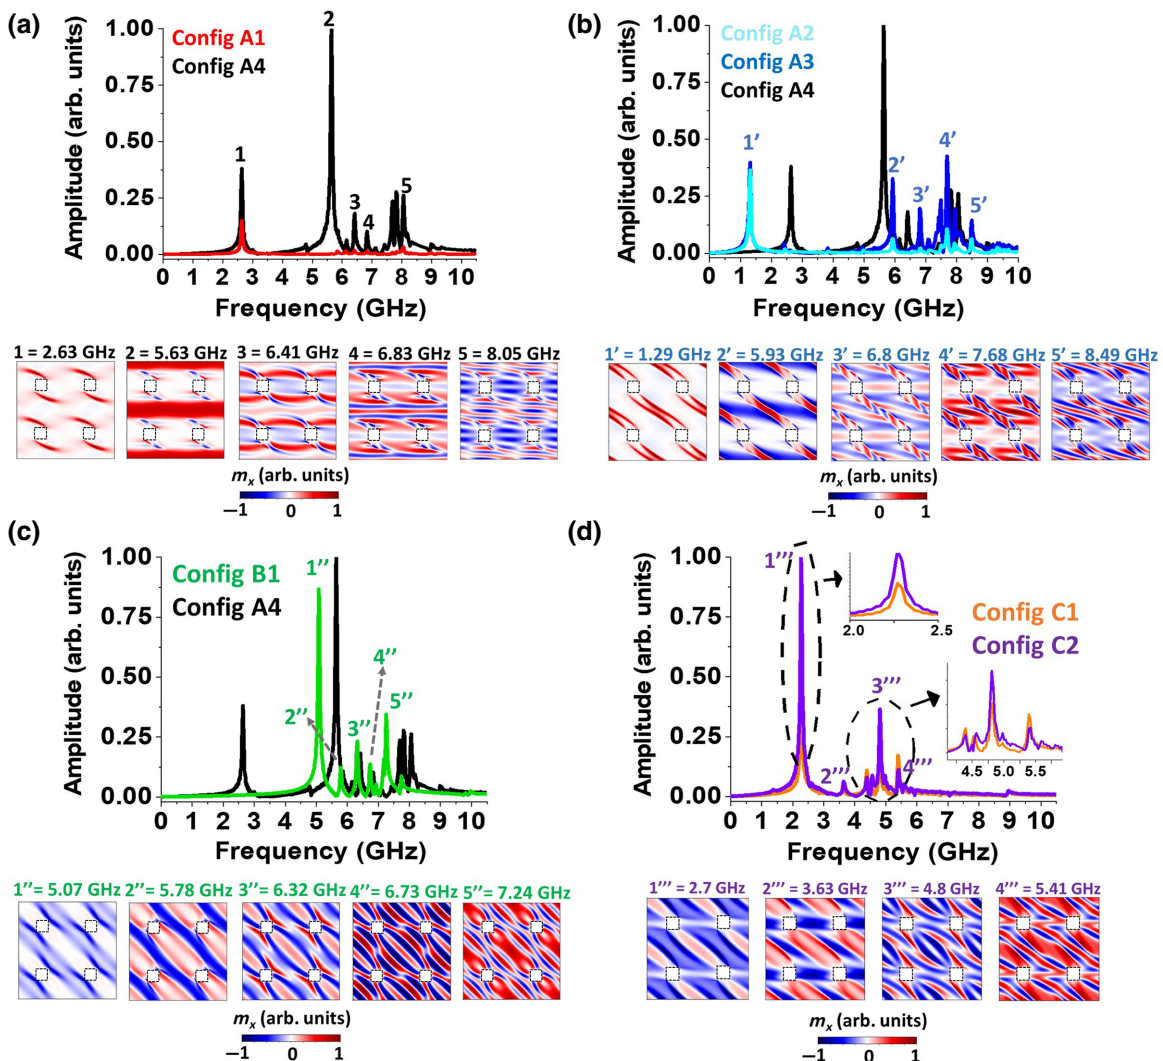 (a)
Amplitude (arb. units)
1.00
0.75
0.50
0.25
0.00
Config A1
Config A4
1
2
3
4
5
0 1 2 3 4 5 6 7 8 9 10
Frequency (GHz)
1 = 2.63 GHz 2 = 5.63 GHz 3 = 6.41 GHz 4 = 6.83 GHz 5 = 8.05 GHz
mx (arb. units)
−1 0 1
(b)
Amplitude (arb. units)
1.00
0.75
0.50
0.25
0.00
Config A2
Config A3
Config A4
1’
2’
3’
4’
5’
0 1 2 3 4 5 6 7 8 9 10
Frequency (GHz)
1’ = 1.29 GHz 2’ = 5.93 GHz 3’ = 6.8 GHz 4’ = 7.68 GHz 5’ = 8.49 GHz
mx (arb. units)
−1 0 1
(c)
Amplitude (arb. units)
1.00
0.75
0.50
0.25
0.00
Config B1
Config A4
1’’
2’’
3’’
4’’
5’’
0 1 2 3 4 5 6 7 8 9 10
Frequency (GHz)
1’’= 5.07 GHz 2’’= 5.78 GHz 3’’= 6.32 GHz 4’’= 6.73 GHz 5’’= 7.24 GHz
mx (arb. units)
−1 0 1
(d)
Amplitude (arb. units)
1.00
0.75
0.50
0.25
0.00
1’’’
2’’’
3’’’
4’’’
2.0 2.5
Config C1
Config C2
4.5 5.0 5.5
0 1 2 3 4 5 6 7 8 9 10
Frequency (GHz)
1’’’ = 2.7 GHz 2’’’ = 3.63 GHz 3’’’ = 4.8 GHz 4’’’ = 5.41 GHz
mx (arb. units)
−1 0 1